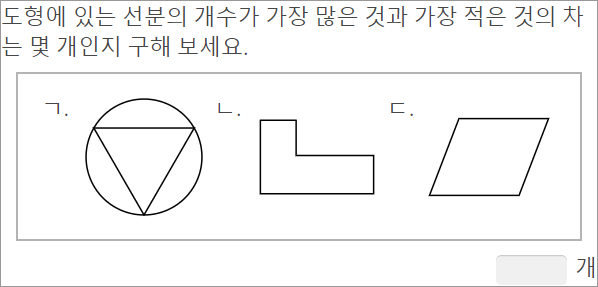 도형에 있는 선분의 개수가 가장 많은 것과 가장 적은 것의 차
는 몇 개인지 구해 보세요.
ㄱ. ㄴ. ㄷ.
개